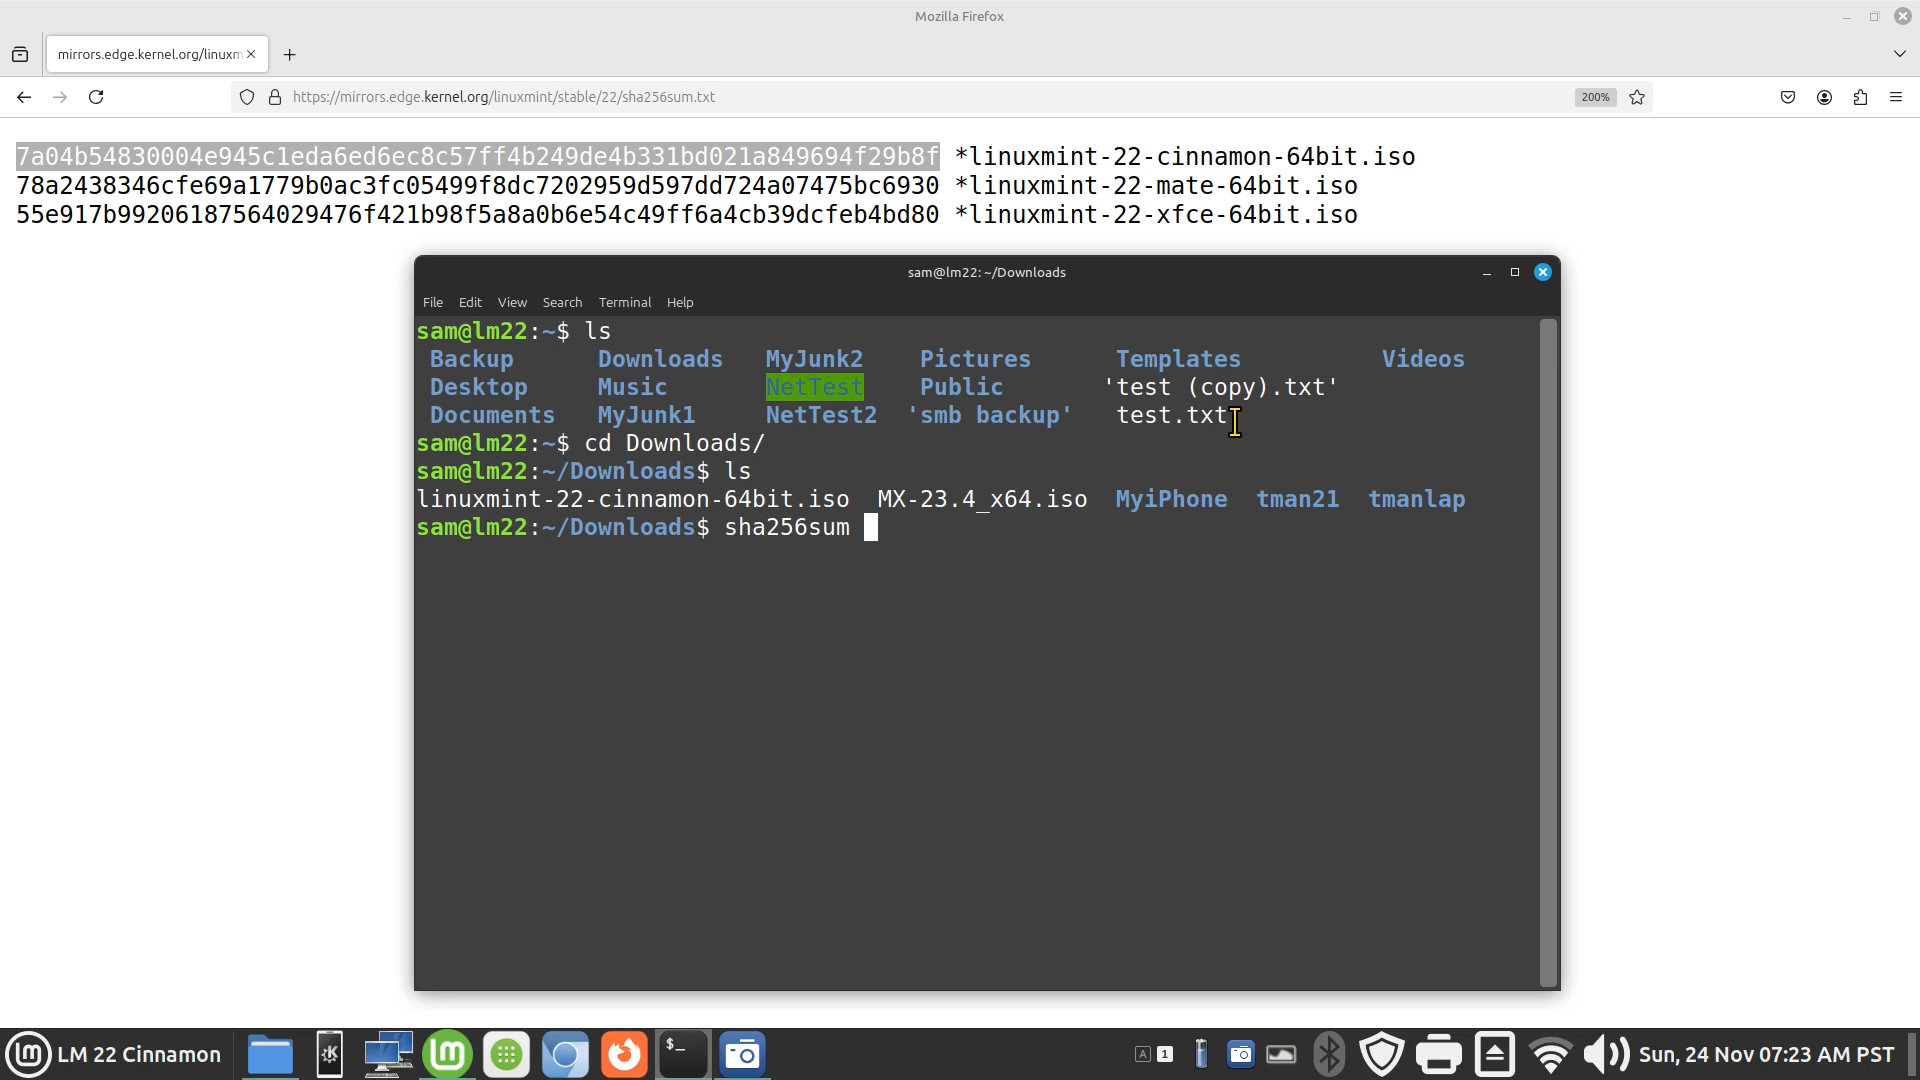 Mozilla Firefox
mirrors.edge.kernel.org/linuxm
https://mirrors.edge.kernel.org/linuxmint/stable/22/sha256sum.txt 200%
7a04b54830004e945c1eda6ed6ec8c57ff4b249de4b331bd021a849694f29b8f *linuxmint-22-cinnamon-64bit.iso
78a2438346cfe69a1779b0ac3fc05499f8dc7202959d597dd724a07475bc6930 *linuxmint-22-mate-64bit.iso
55e917b99206187564029476f421b98f5a8a0b6e54c49ff6a4cb39dcfeb4bd80 *linuxmint-22-xfce-64bit.iso
sam@lm22: ~/Downloads
File Edit View Search Terminal Help
sam@lm22:~$ ls
Backup Downloads MyJunk2 Pictures Templates Videos
Desktop Music NetTest Public 'test (copy).txt'
Documents MyJunk1 NetTest2 'smb backup' test.txt
sam@lm22:~$ cd Downloads/
sam@lm22:~/Downloads$ ls
linuxmint-22-cinnamon-64bit.iso MX-23.4_x64.iso MyiPhone tman21 tmanlap
sam@lm22:~/Downloads$ sha256sum
LM 22 Cinnamon $_ A 1 Sun, 24 Nov 07:23 AM PST